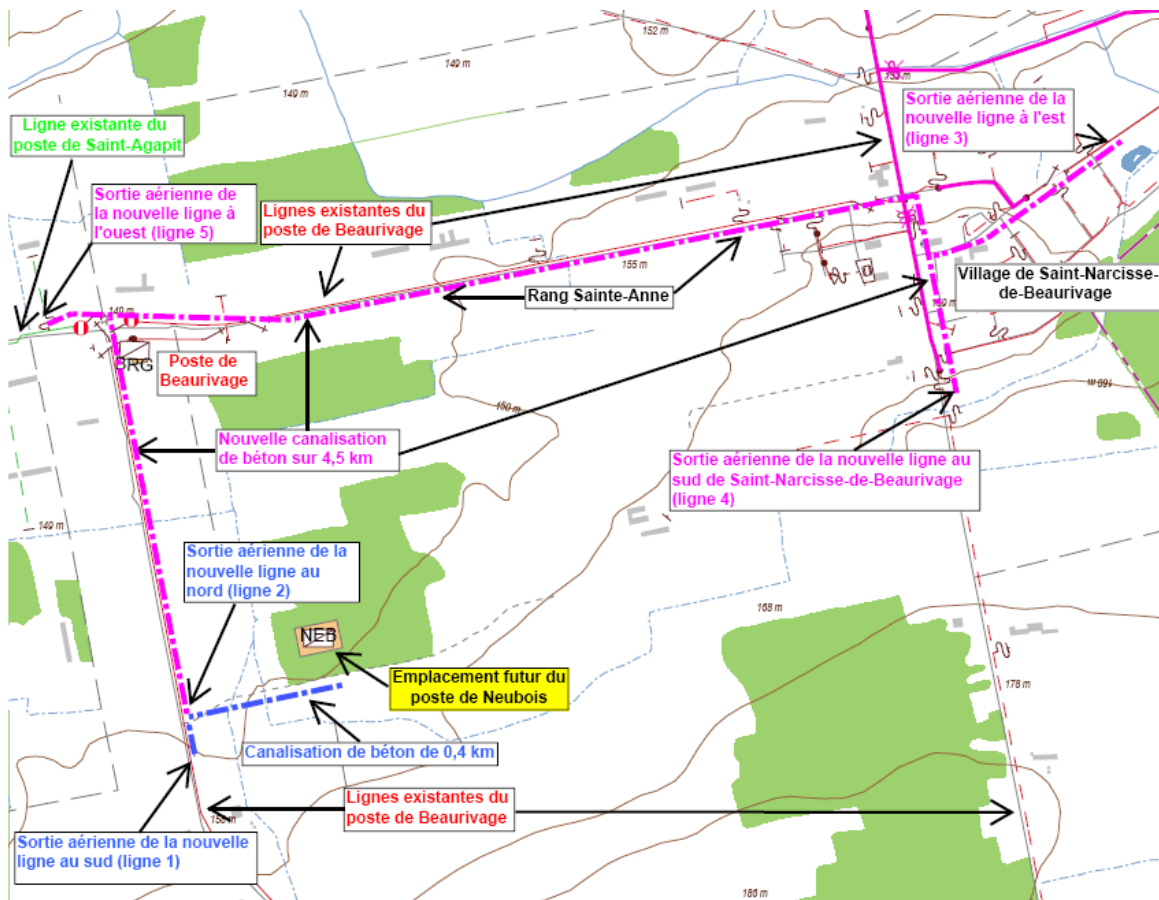 152 m
149 m
149 m
153 m
Ligne existante du
poste de Saint-Agapit
Sortie aérienne de
la nouvelle ligne à
l'ouest (ligne 5)
Lignes existantes du
poste de Beaurivage
Sortie aérienne de la
nouvelle ligne à l'est
(ligne 3)
155 m
Rang Sainte-Anne
Village de Saint-Narcisse-
de-Beaurivage
149 m
BRG
Poste de
Beaurivage
159 m
160 m
150 m
Nouvelle canalisation
de béton sur 4,5 km
Sortie aérienne de la nouvelle ligne au
sud de Saint-Narcisse-de-Beaurivage
(ligne 4)
149 m
Sortie aérienne de la
nouvelle ligne au
nord (ligne 2)
168 m
NEB
Emplacement futur du
poste de Neubois
178 m
Canalisation de béton de 0,4 km
Lignes existantes du
poste de Beaurivage
158 m
Sortie aérienne de la nouvelle
ligne au sud (ligne 1)
186 m